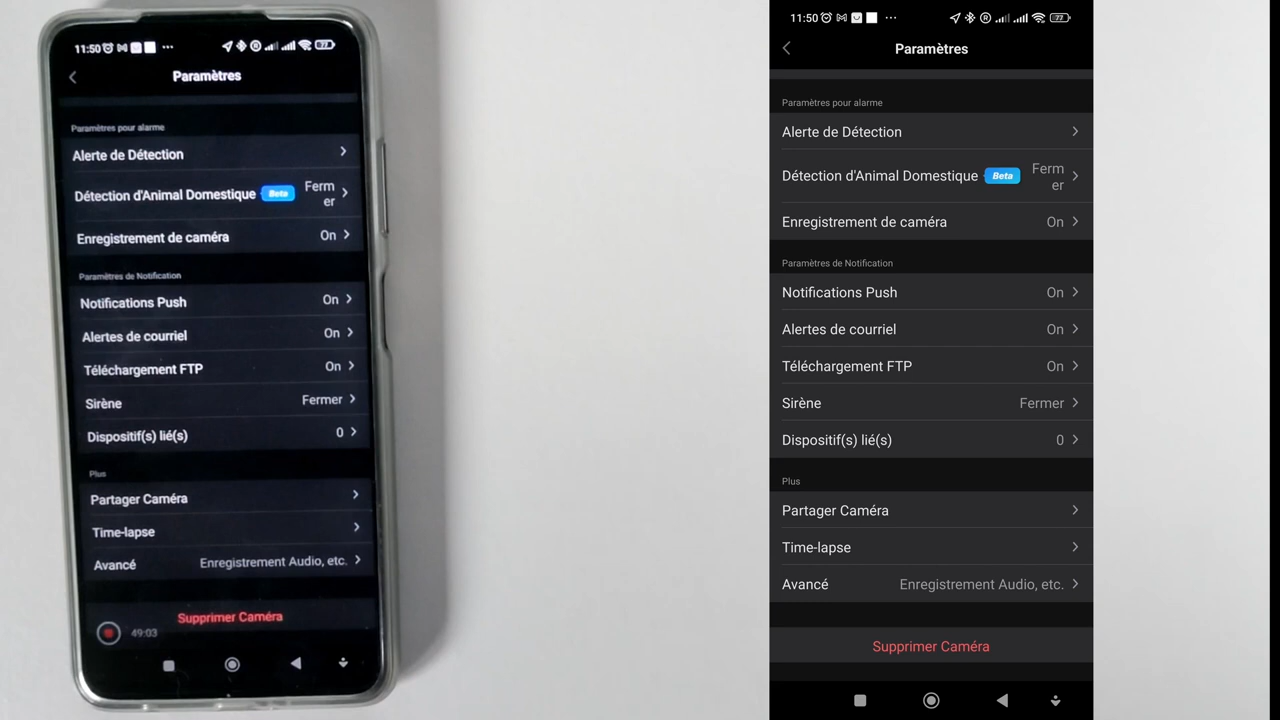 11:50
Paramètres
Paramètres pour alarme
Alerte de Détection
Détection d'Animal Domestique Beta Ferm
er
Enregistrement de caméra On
Paramètres de Notification
Notifications Push On
Alertes de courriel On
Téléchargement FTP On
Sirène Fermer
Dispositif(s) lié(s) 0
Plus
Partager Caméra
Time-lapse
Avancé Enregistrement Audio, etc.
Supprimer Caméra
49:03
11:50 77
Paramètres
Paramètres pour alarme
Alerte de Détection
Détection d'Animal Domestique Beta Ferm
er
Enregistrement de caméra On
Paramètres de Notification
Notifications Push On
Alertes de courriel On
Téléchargement FTP On
Sirène Fermer
Dispositif(s) lié(s) 0
Plus
Partager Caméra
Time-lapse
Avancé Enregistrement Audio, etc.
Supprimer Caméra